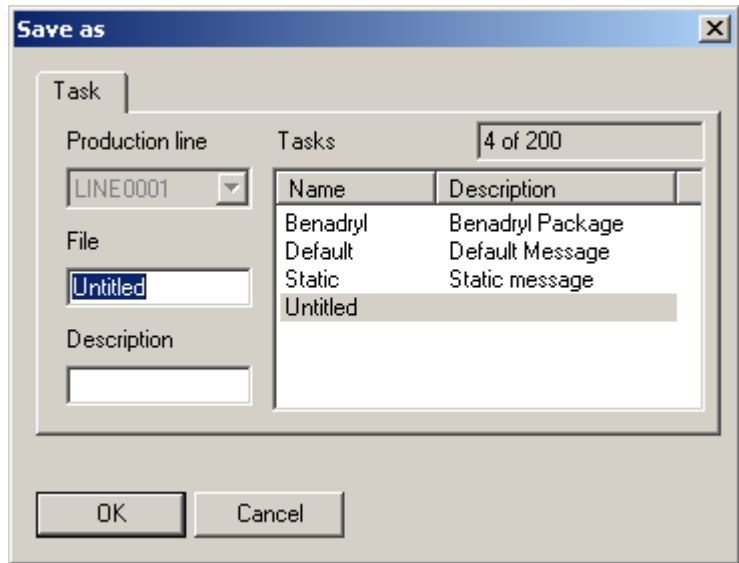 Save as
Task
Production line
LINE0001
File
Untitled
Description
Tasks 4 of 200
Name Description
Benadryl Benadryl Package
Default Default Message
Static Static message
Untitled
OK Cancel